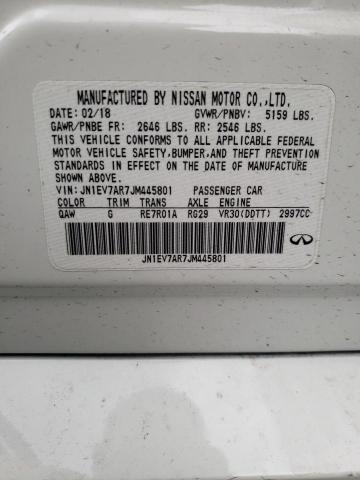 MANUFACTURED BY NISSAN MOTOR CO.,LTD.
DATE: 02/18 GVWR/PNBV: 5159 LBS.
GAWR/PNBE FR: 2646 LBS. RR: 2546 LBS.
THIS VEHICLE CONFORMS TO ALL APPLICABLE FEDERAL
MOTOR VEHICLE SAFETY,BUMPER,AND THEFT
PREVENTION STANDARDS IN EFFECT ON THE DATE OF MANUFACTURE
SHOWN ABOVE.
VIN: JN1EV7AR7JM445801 PASSENGER CAR
COLOR TRIM TRANS AXLE ENGINE
QAW G RE7R01A RG29 VR30(DDTT) 2997CC
JN1EV7AR7JM445801